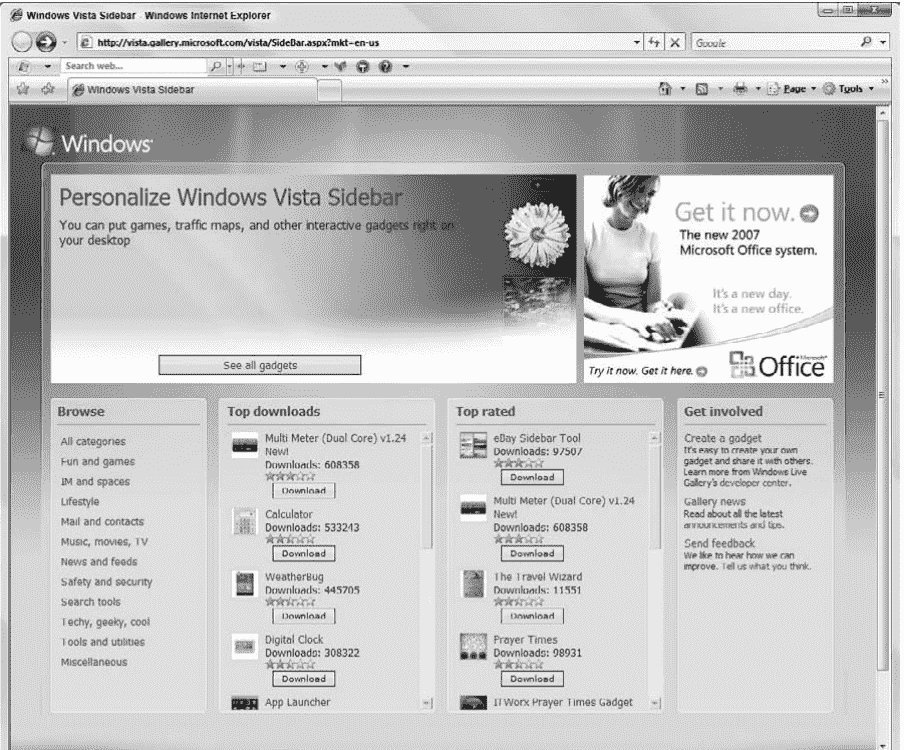 Windows Vista Sidebar - Windows Internet Explorer
http://vista.gallery.microsoft.com/vista/SideBar.aspx?mkt=en-us
Google
Search web...
Windows Vista Sidebar
Page
Tools
Windows
Personalize Windows Vista Sidebar
You can put games, traffic maps, and other interactive gadgets right on
your desktop
See all gadgets
Get it now.
The new 2007
Microsoft Office system.
It's a new day.
It's a new office.
Try it now. Get it here.
Microsoft
Office
Browse
All categories
Fun and games
IM and spaces
Lifestyle
Mail and contacts
Music, movies, TV
News and feeds
Safety and security
Search tools
Techy, geeky, cool
Tools and utilities
Miscellaneous
Top downloads
Multi Meter (Dual Core) v1.24
New!
Downloads: 608358
Download
Calculator
Downloads: 533243
Download
WeatherBug
Downloads: 445705
Download
Digital Clock
Downloads: 308322
Download
App Launcher
Top rated
eBay Sidebar Tool
Downloads: 97507
Download
Multi Meter (Dual Core) v1.24
New!
Downloads: 608358
Download
The Travel Wizard
Downloads: 11551
Download
Prayer Times
Downloads: 98931
Download
ITWorx Prayer Times Gadget
Get involved
Create a gadget
It's easy to create your own
gadget and share it with others.
Learn more from Windows Live
Gallery's developer center.
Gallery news
Read about all the latest
announcements and tips.
Send feedback
We like to hear how we can
improve. Tell us what you think.